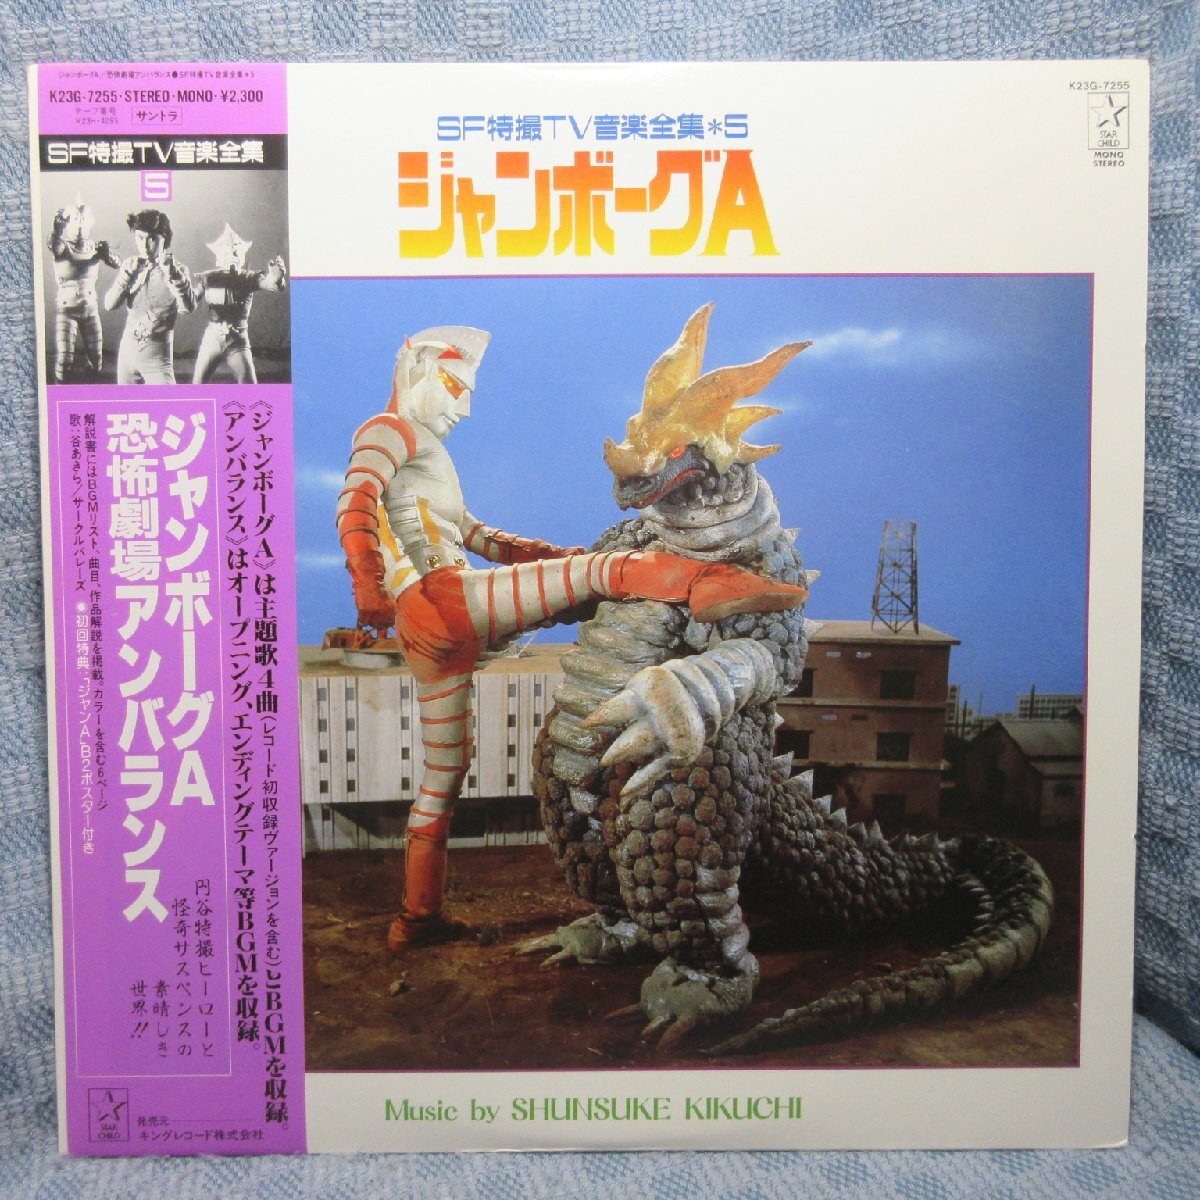 ジャンボーグA/恐怖劇場アンバランス●SF特撮TV音楽全集*5
K23G-7255・STEREO・MONO・¥2,300
テープ番号
K23H-4285
サントラ
SF特撮TV音楽全集
5
《ジャンボーグA》は主題歌4曲(レコード初収録ヴァージョンを含む)とBGMを収録。
《アンバランス》はオープニング、エンディングテーマ等BGMを収録。
ジャンボーグA
恐怖劇場アンバランス
解説書にはBGMリスト、曲目、作品解説を掲載。カラーを含む6ページ
歌:谷あきら/サークルバレーズ ●初回特典、「ジャンA」B2ポスター付き
円谷特撮ヒーローと
怪奇サスペンスの
素晴しき
世界!!
STAR
CHILD
発売元
キングレコード株式会社
SF特撮TV音楽全集*5
ジャンボーグA
K23G-7255
STAR
CHILD
MONO
STEREO
Music by SHUNSUKE KIKUCHI